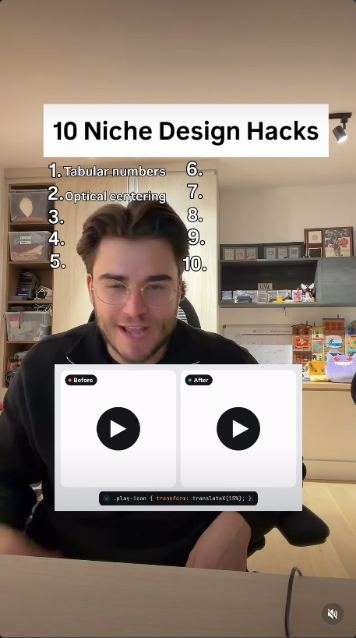 10 Niche Design Hacks
1. Tabular numbers
2. Optical centering
3.
4.
5.
6.
7.
8.
9.
10.
Before
After
.play-icon { transform: translateX(15%); }